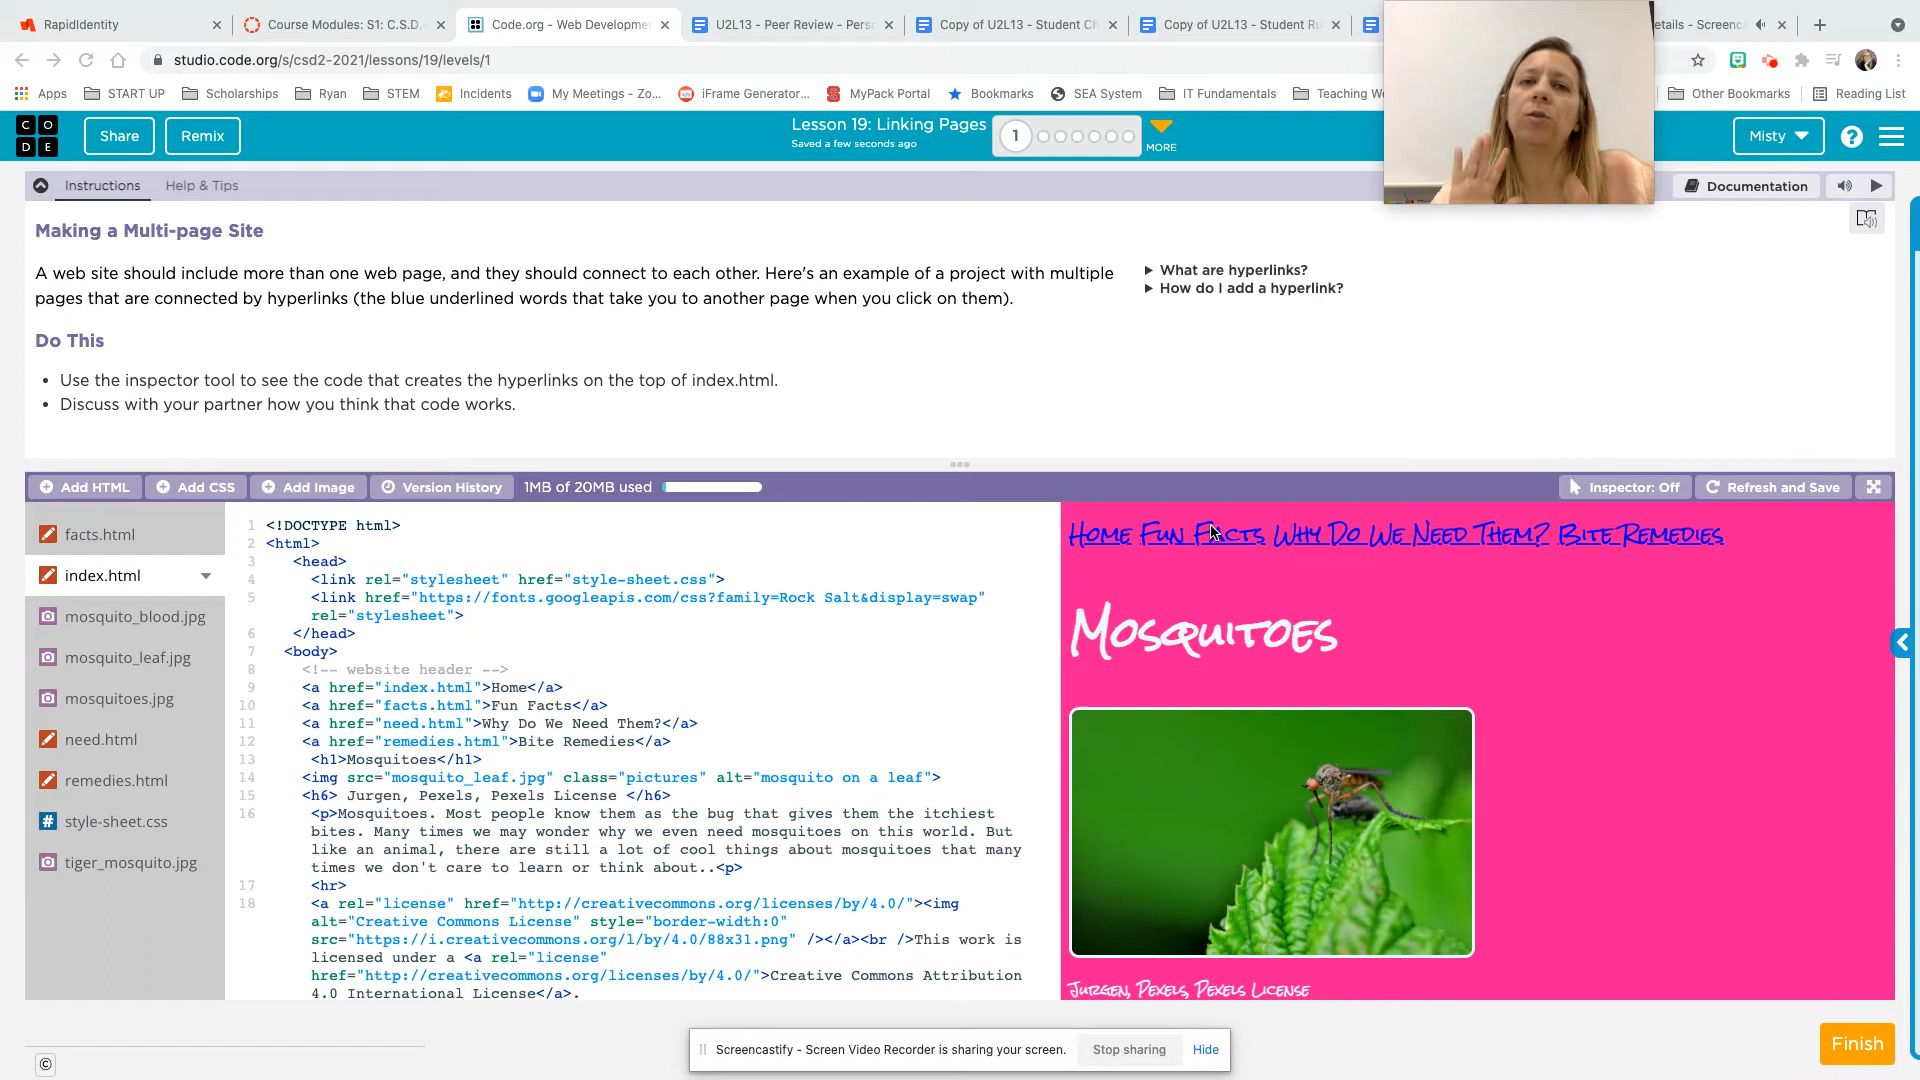 RapidIdentity
Course Modules: S1: C.S.D.-
Code.org - Web Developme
U2L13 - Peer Review - Pers
Copy of U2L13 - Student Ch
Copy of U2L13 - Student Ru
etails - Screenca
studio.code.org/s/csd2-2021/lessons/19/levels/1
Apps
START UP
Scholarships
Ryan
STEM
Incidents
My Meetings - Zo...
iFrame Generator...
MyPack Portal
Bookmarks
SEA System
IT Fundamentals
Teaching We
Other Bookmarks
Reading List
C O D E
Share
Remix
Lesson 19: Linking Pages
Saved a few seconds ago
1
MORE
Misty
?
Instructions
Help & Tips
Documentation
Making a Multi-page Site
A web site should include more than one web page, and they should connect to each other. Here's an example of a project with multiple
pages that are connected by hyperlinks (the blue underlined words that take you to another page when you click on them).
What are hyperlinks?
How do I add a hyperlink?
Do This
Use the inspector tool to see the code that creates the hyperlinks on the top of index.html.
Discuss with your partner how you think that code works.
Add HTML
Add CSS
Add Image
Version History
1MB of 20MB used
Inspector: Off
Refresh and Save
facts.html
index.html
mosquito_blood.jpg
mosquito_leaf.jpg
mosquitoes.jpg
need.html
remedies.html
# style-sheet.css
tiger_mosquito.jpg
1 <!DOCTYPE html>
2 <html>
3 <head>
4 <link rel="stylesheet" href="style-sheet.css">
5 <link href="https://fonts.googleapis.com/css?family=Rock Salt&display=swap"
rel="stylesheet">
6 </head>
7 <body>
8 <!-- website header -->
9 <a href="index.html">Home</a>
10 <a href="facts.html">Fun Facts</a>
11 <a href="need.html">Why Do We Need Them?</a>
12 <a href="remedies.html">Bite Remedies</a>
13 <h1>Mosquitoes</h1>
14 <img src="mosquito_leaf.jpg" class="pictures" alt="mosquito on a leaf">
15 <h6> Jurgen, Pexels, Pexels License </h6>
16 <p>Mosquitoes. Most people know them as the bug that gives them the itchiest
bites. Many times we may wonder why we even need mosquitoes on this world. But
like an animal, there are still a lot of cool things about mosquitoes that many
times we don't care to learn or think about..<p>
17 <hr>
18 <a rel="license" href="http://creativecommons.org/licenses/by/4.0/"><img
alt="Creative Commons License" style="border-width:0"
src="https://i.creativecommons.org/l/by/4.0/88x31.png" /></a><br />This work is
licensed under a <a rel="license"
href="http://creativecommons.org/licenses/by/4.0/">Creative Commons Attribution
4.0 International License</a>.
Home Fun Facts Why Do We Need Them? Bite Remedies
Mosquitoes
Jurgen, Pexels, Pexels License
Screencastify - Screen Video Recorder is sharing your screen.
Stop sharing
Hide
Finish
©